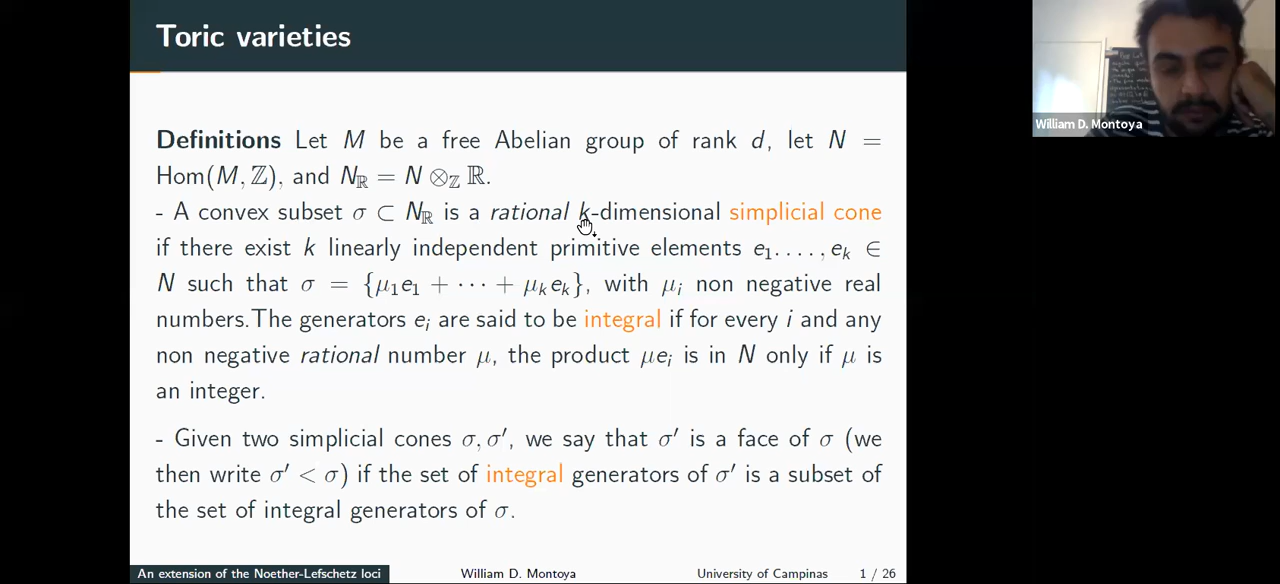 Toric varieties
William D. Montoya
Definitions Let M be a free Abelian group of rank d, let N =
Hom(M, ℤ), and N_ℝ = N ⊗_ℤ ℝ.
- A convex subset σ ⊂ N_ℝ is a rational k-dimensional simplicial cone
if there exist k linearly independent primitive elements e₁. . . . , eₖ ∈
N such that σ = {μ₁e₁ + ⋯ + μₖeₖ}, with μᵢ non negative real
numbers.The generators eᵢ are said to be integral if for every i and any
non negative rational number μ, the product μeᵢ is in N only if μ is
an integer.
- Given two simplicial cones σ, σ′, we say that σ′ is a face of σ (we
then write σ′ < σ) if the set of integral generators of σ′ is a subset of
the set of integral generators of σ.
An extension of the Noether-Lefschetz loci William D. Montoya University of Campinas 1 / 26